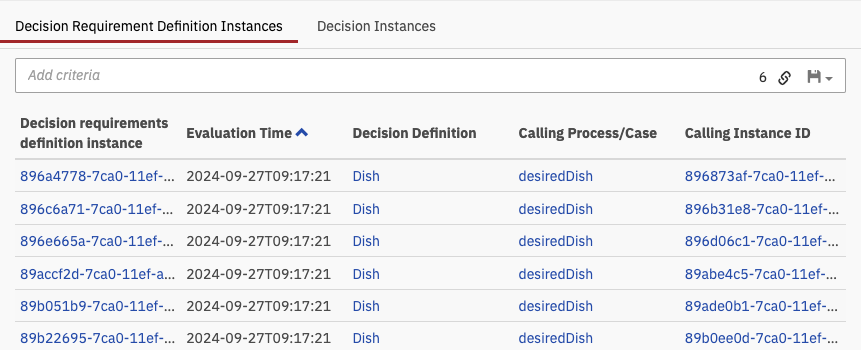 Decision Requirement Definition Instances Decision Instances
Add criteria 6
Decision requirements definition instance Evaluation Time Decision Definition Calling Process/Case Calling Instance ID
896a4778-7ca0-11ef-... 2024-09-27T09:17:21 Dish desiredDish 896873af-7ca0-11ef-...
896c6a71-7ca0-11ef-... 2024-09-27T09:17:21 Dish desiredDish 896b31e8-7ca0-11ef-...
896e665a-7ca0-11ef-... 2024-09-27T09:17:21 Dish desiredDish 896d06c1-7ca0-11ef-...
89accf2d-7ca0-11ef-a... 2024-09-27T09:17:21 Dish desiredDish 89abe4c5-7ca0-11ef-...
89b051b9-7ca0-11ef-... 2024-09-27T09:17:21 Dish desiredDish 89ade0b1-7ca0-11ef-...
89b22695-7ca0-11ef-... 2024-09-27T09:17:21 Dish desiredDish 89b0ee0d-7ca0-11ef-...